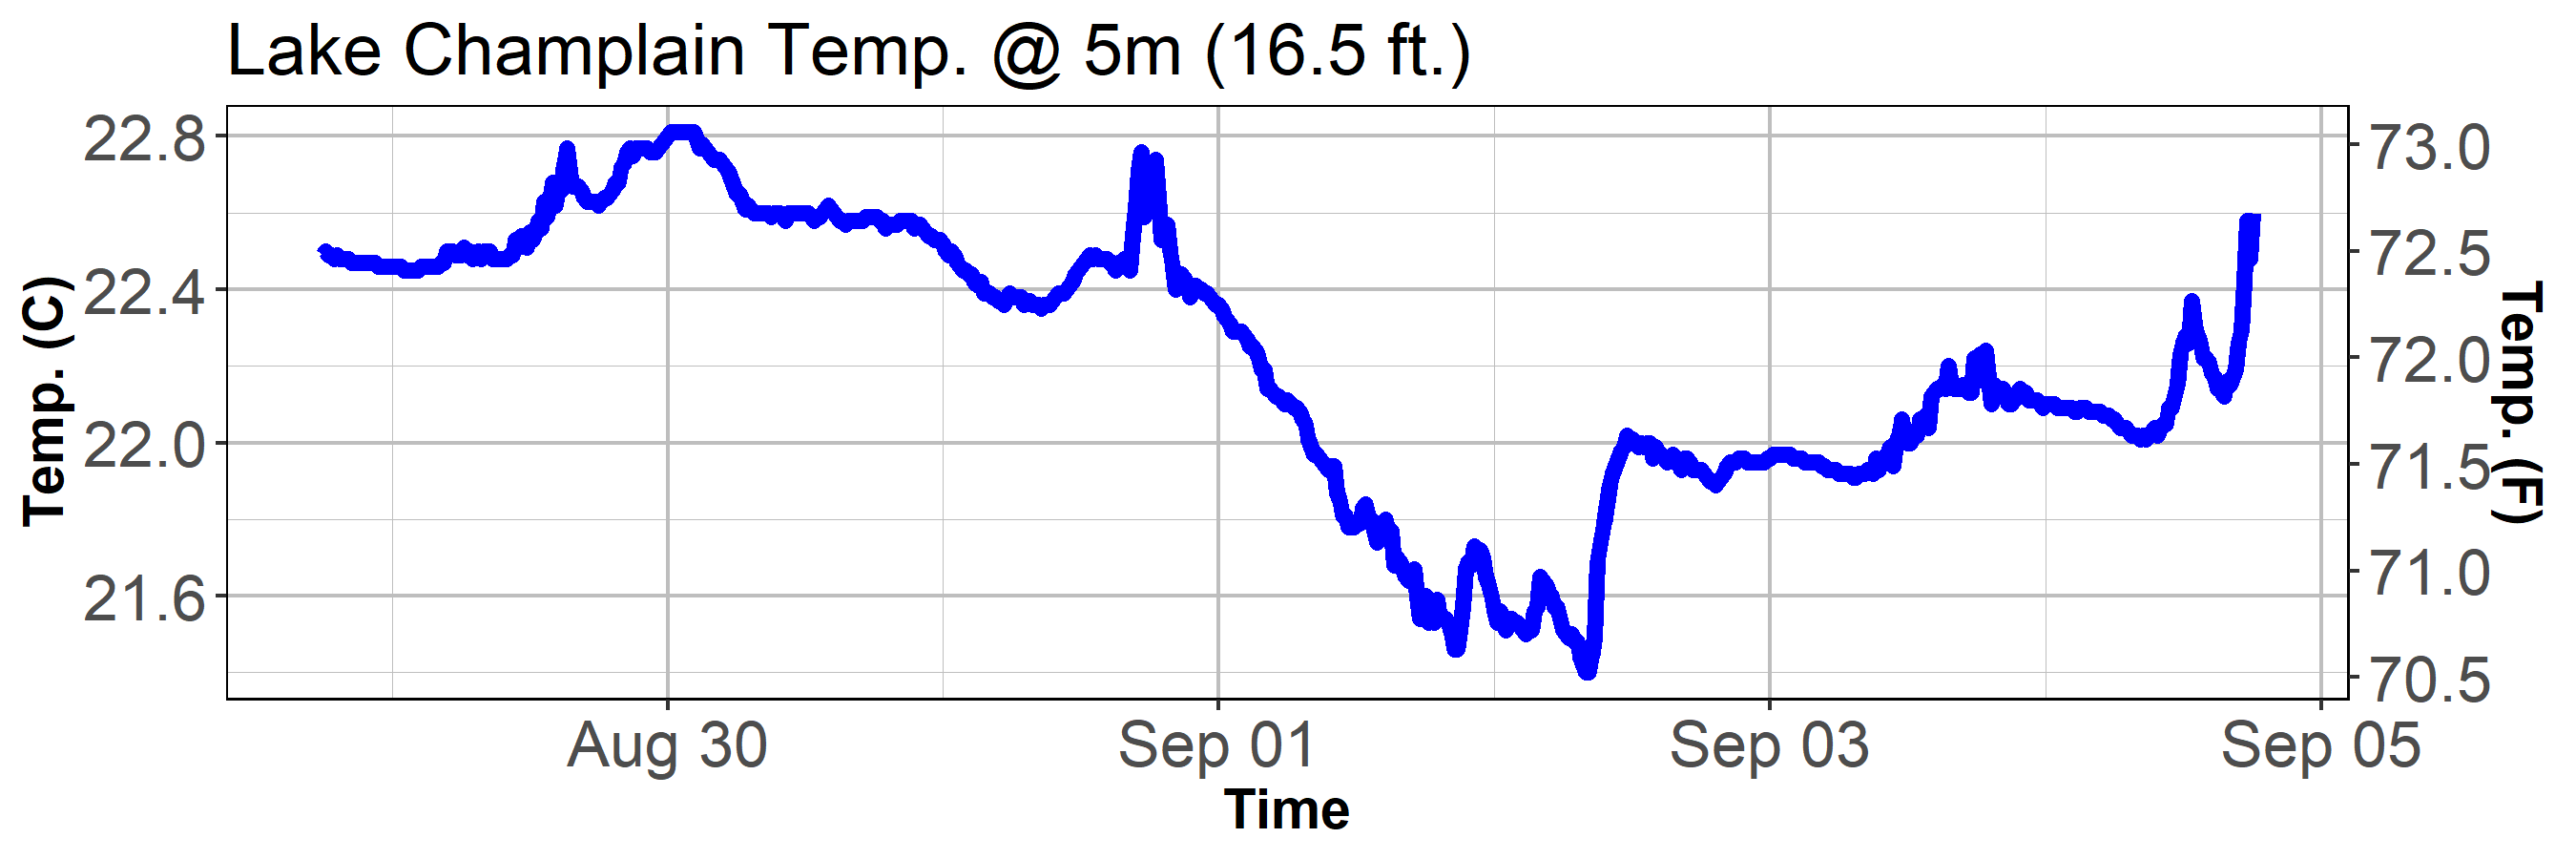 Lake Champlain Temp. @ 5m (16.5 ft.)
Temp. (C)
22.8
22.4
22.0
21.6
73.0
72.5
72.0
71.5
71.0
70.5
Temp. (F)
Aug 30 Sep 01 Sep 03 Sep 05
Time